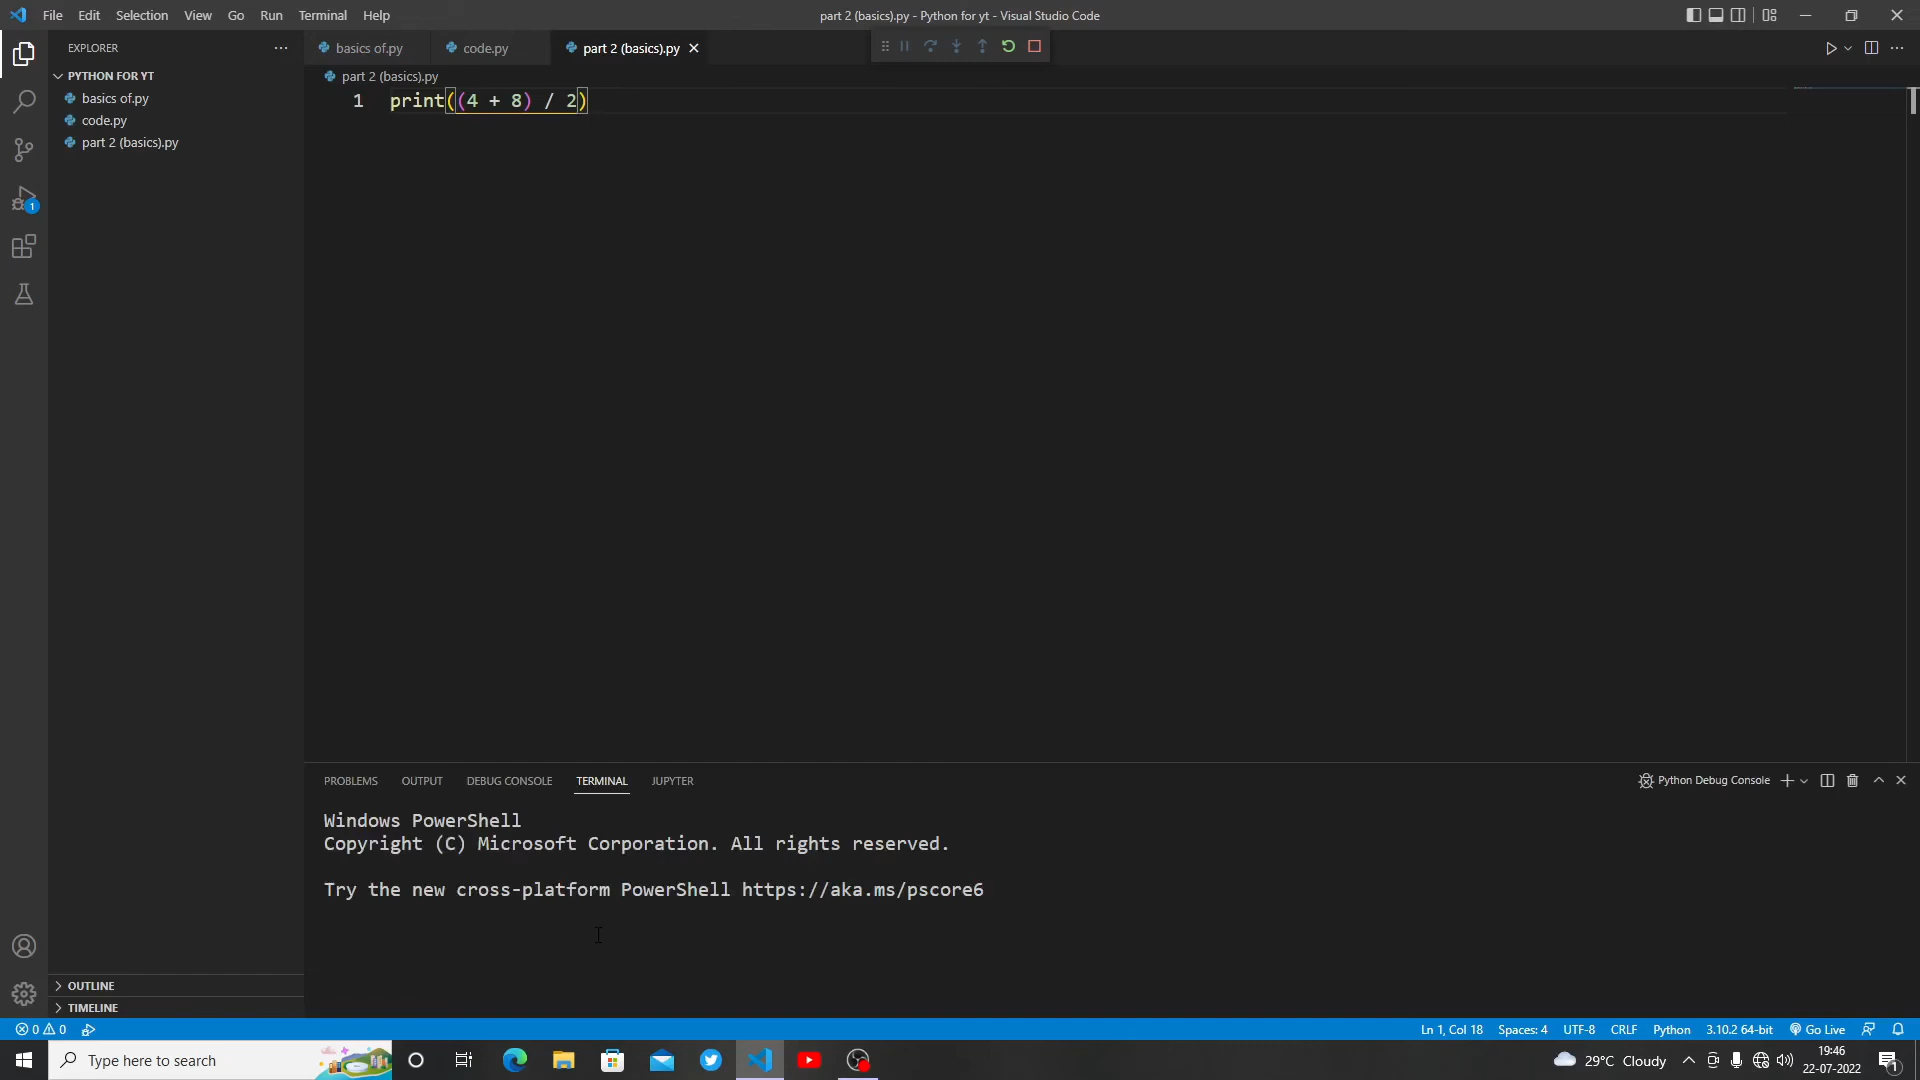 File Edit Selection View Go Run Terminal Help
part 2 (basics).py - Python for yt - Visual Studio Code
EXPLORER
basics of.py
code.py
part 2 (basics).py
PYTHON FOR YT
basics of.py
code.py
part 2 (basics).py
1
OUTLINE
TIMELINE
part 2 (basics).py
1 print((4 + 8) / 2)
PROBLEMS OUTPUT DEBUG CONSOLE TERMINAL JUPYTER
Python Debug Console
Windows PowerShell
Copyright (C) Microsoft Corporation. All rights reserved.
Try the new cross-platform PowerShell https://aka.ms/pscore6
0 0
Ln 1, Col 18 Spaces: 4 UTF-8 CRLF Python 3.10.2 64-bit Go Live
Type here to search
29°C Cloudy
19:46
22-07-2022
1